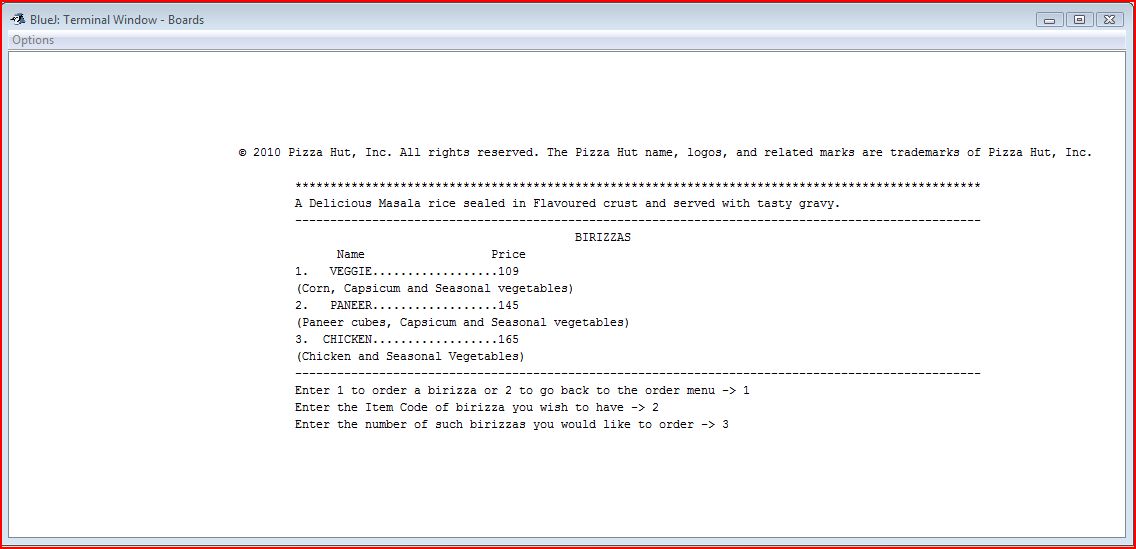 BlueJ: Terminal Window - Boards
Options
© 2010 Pizza Hut, Inc. All rights reserved. The Pizza Hut name, logos, and related marks are trademarks of Pizza Hut, Inc.
**************************************************************************************************
A Delicious Masala rice sealed in Flavoured crust and served with tasty gravy.
--------------------------------------------------------------------------------------------------
BIRIZZAS
Name Price
1. VEGGIE..................109
(Corn, Capsicum and Seasonal vegetables)
2. PANEER..................145
(Paneer cubes, Capsicum and Seasonal vegetables)
3. CHICKEN..................165
(Chicken and Seasonal Vegetables)
--------------------------------------------------------------------------------------------------
Enter 1 to order a birizza or 2 to go back to the order menu -> 1
Enter the Item Code of birizza you wish to have -> 2
Enter the number of such birizzas you would like to order -> 3